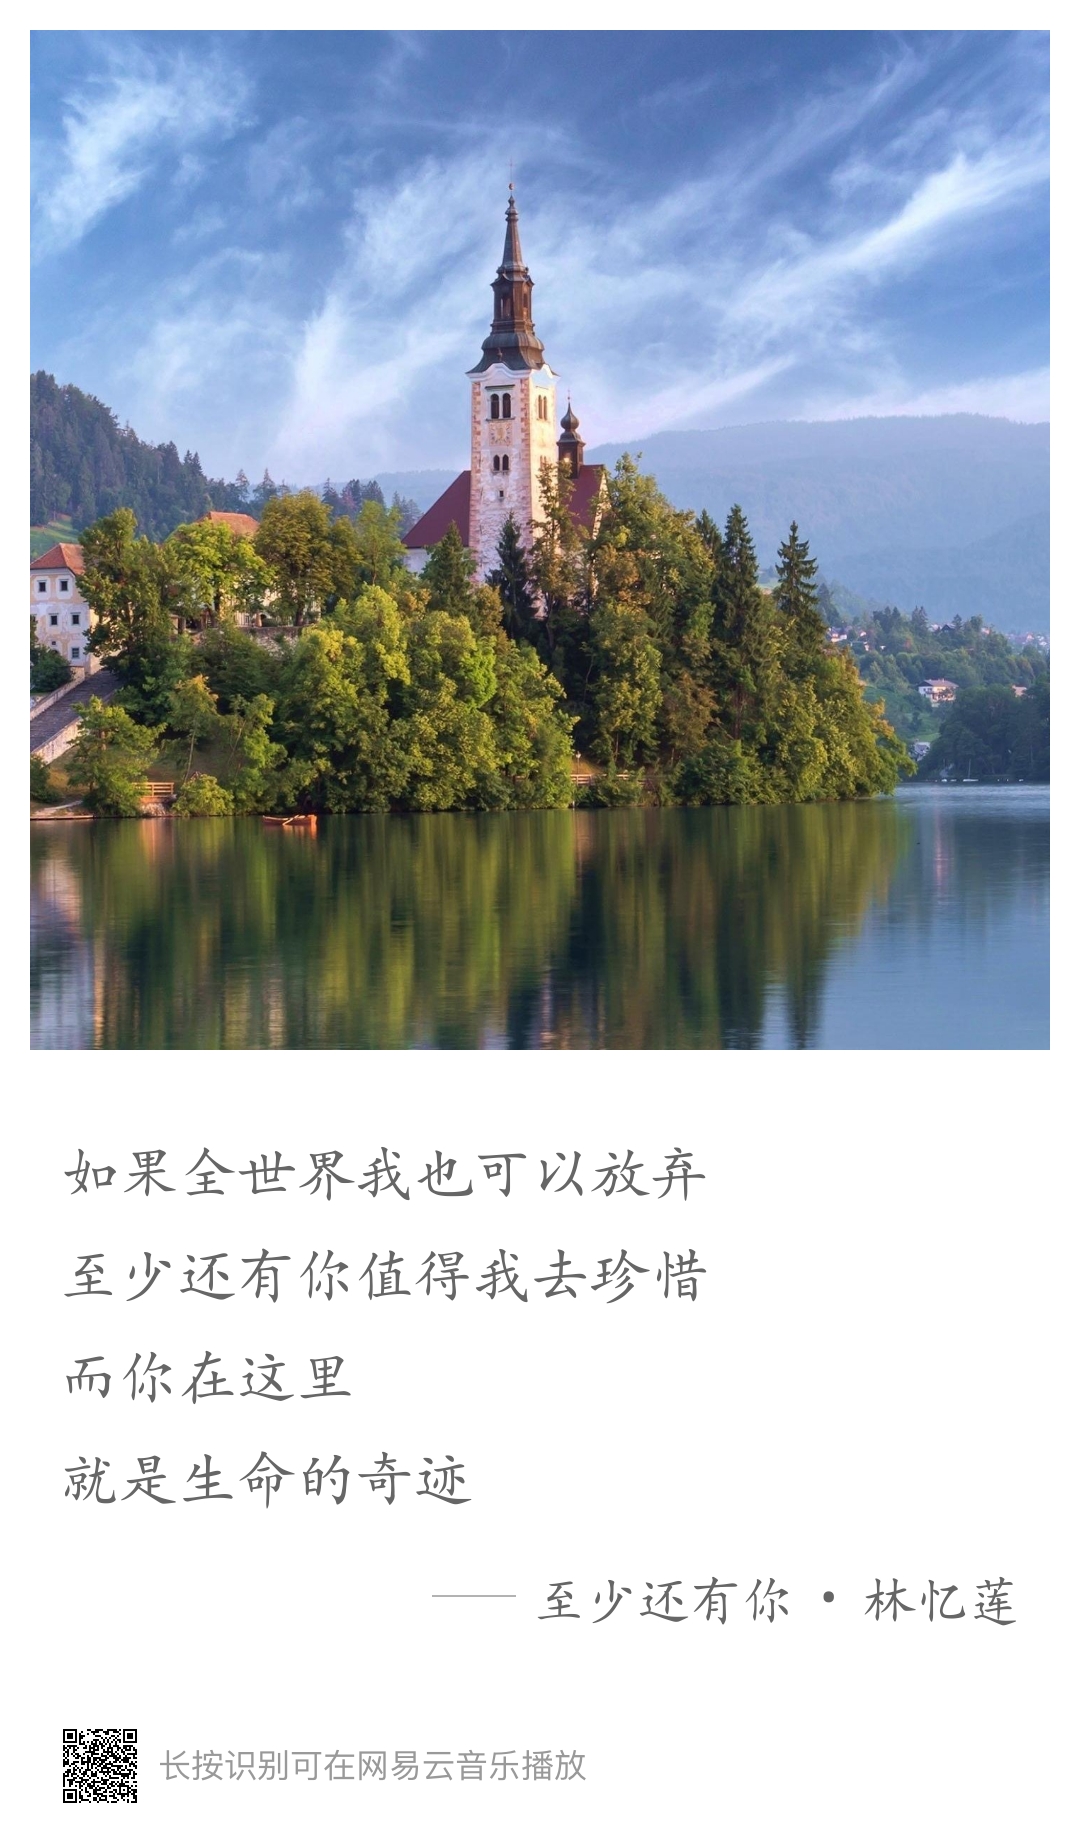 如果全世界我也可以放弃
至少还有你值得我去珍惜
而你在这里
就是生命的奇迹
—— 至少还有你 · 林忆莲
长按识别可在网易云音乐播放